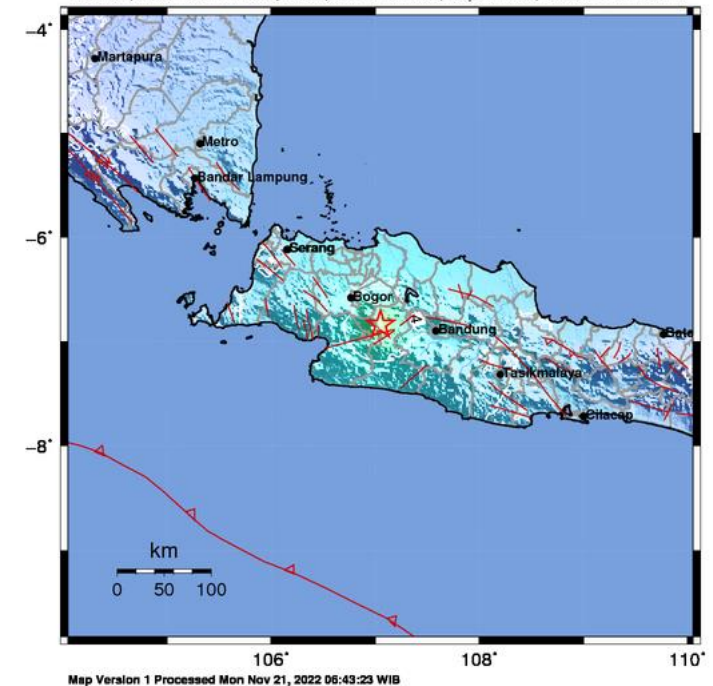 −4°
Martapura
Metro
Bandar Lampung
−6°
Serang
Bogor
Bandung
Tasikmalaya
Cilacap
−8°
km
0 50 100
106° 108° 110°
Map Version 1 Processed Mon Nov 21, 2022 06:43:23 WIB